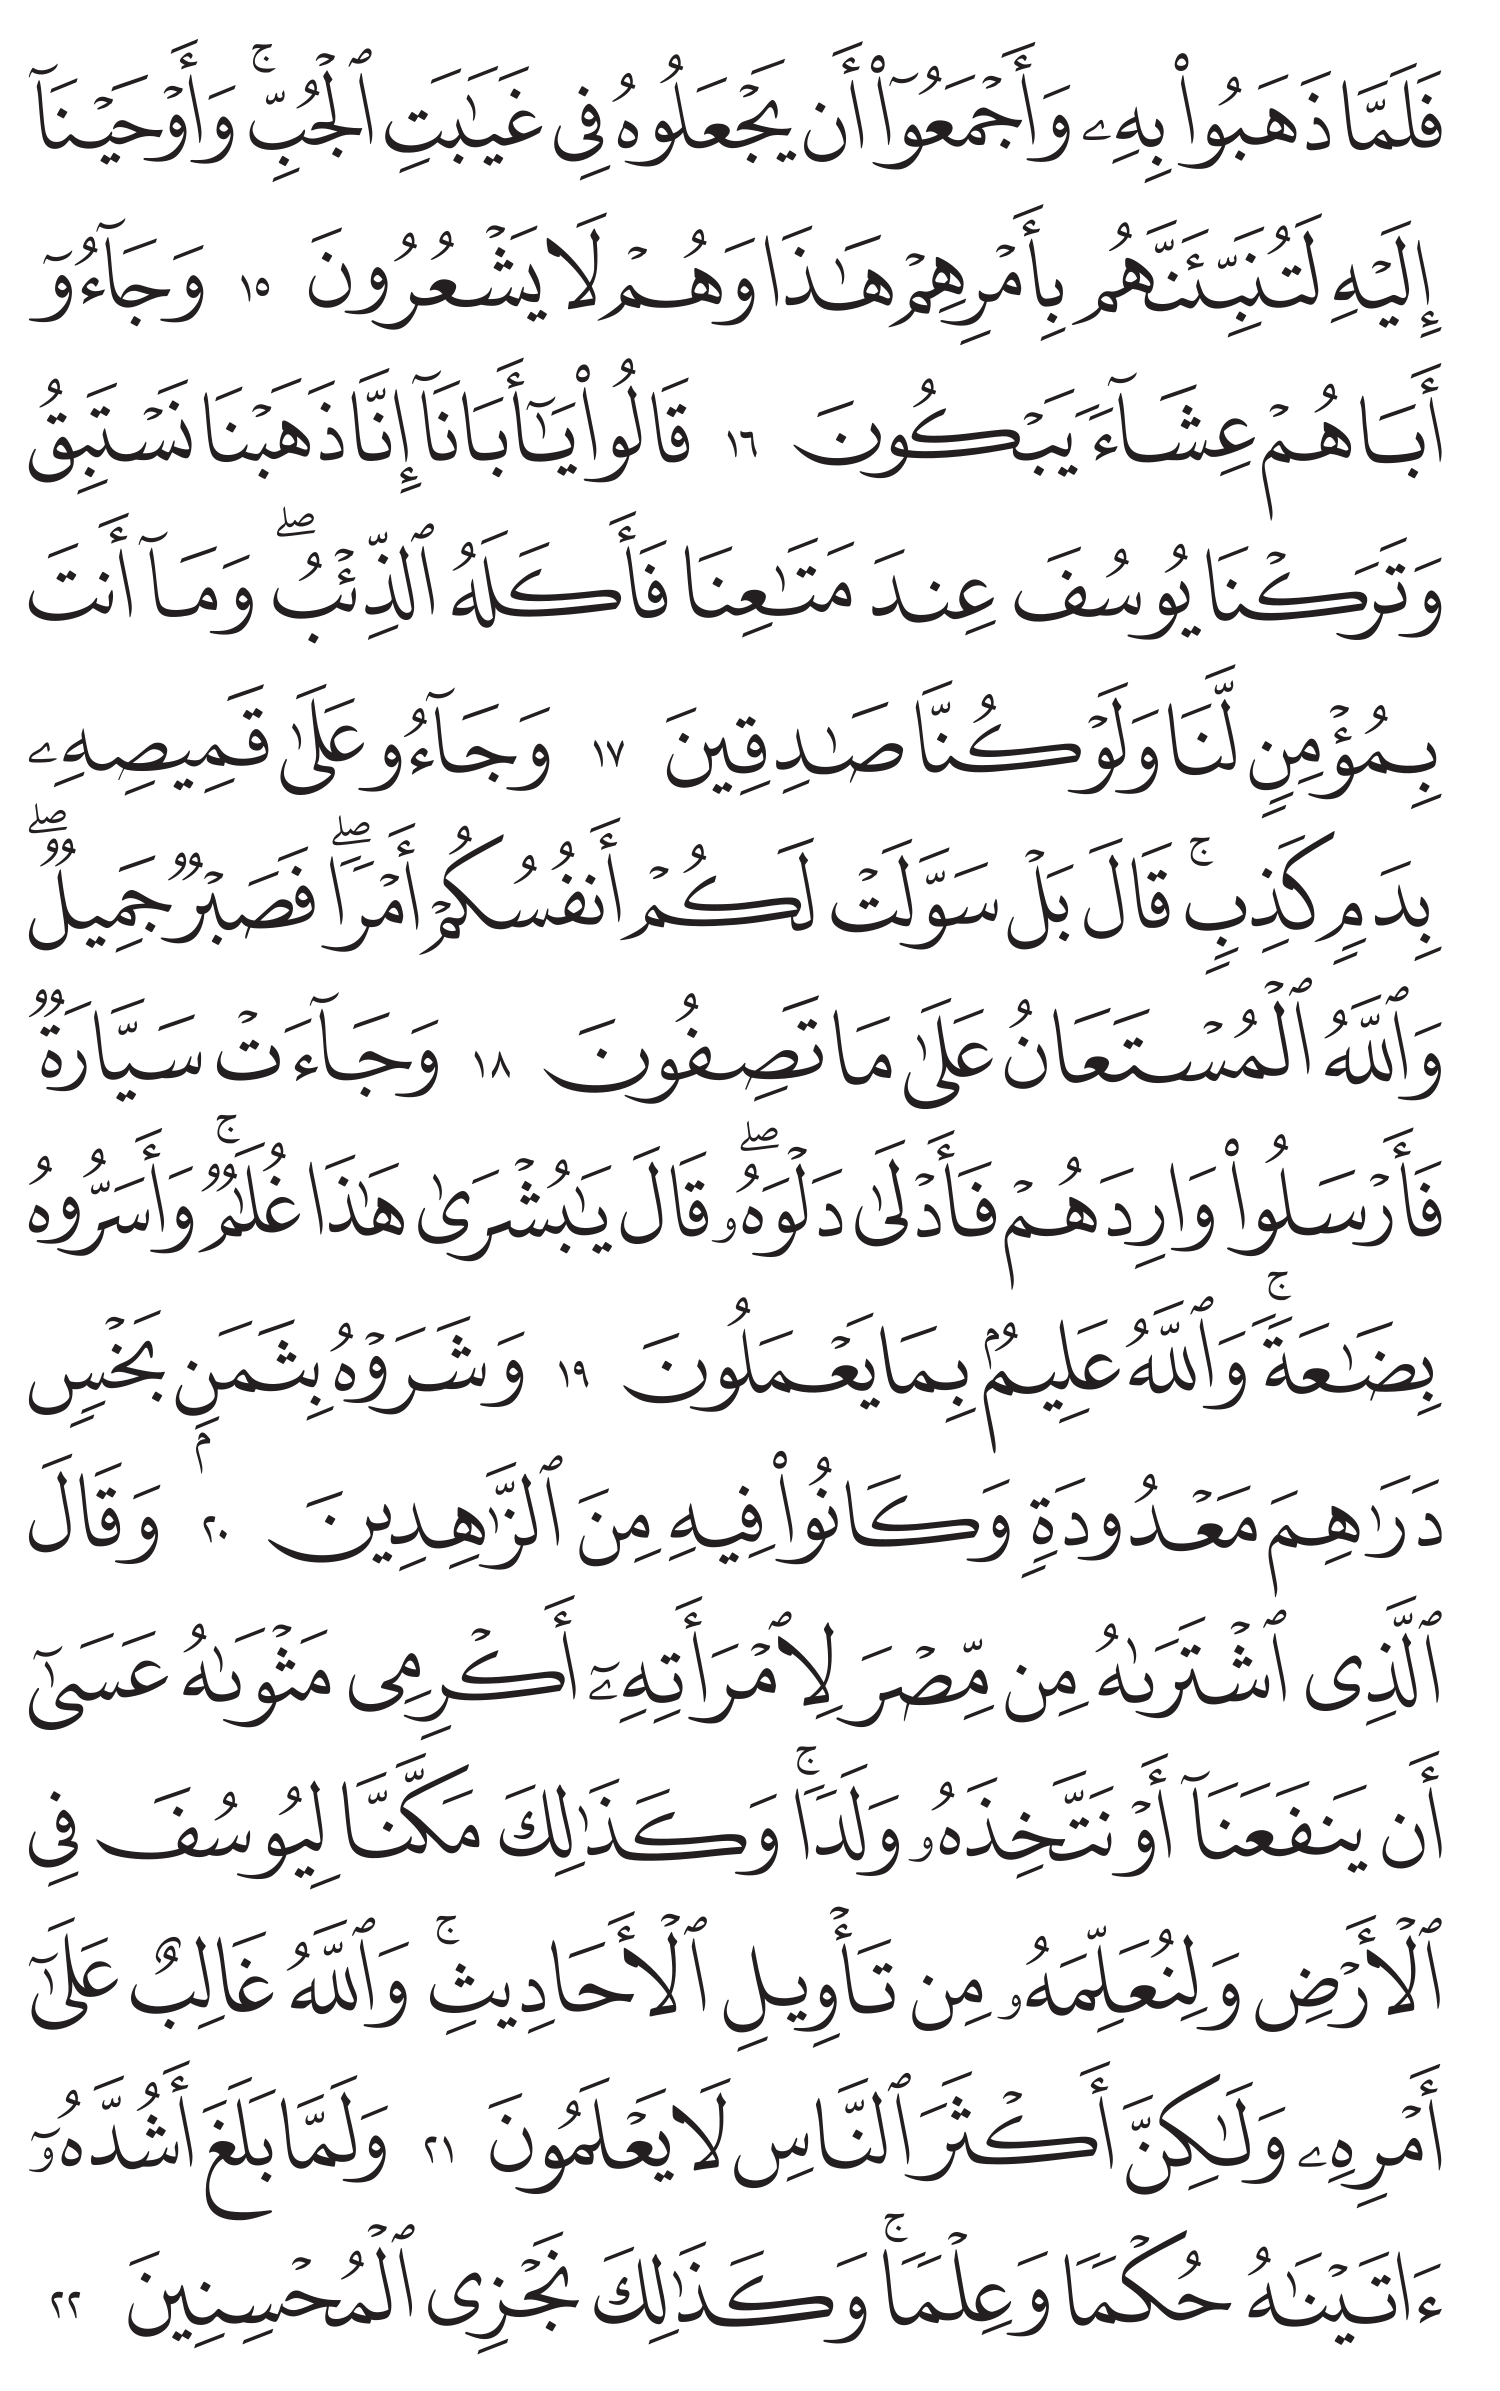 فَلَمَّا ذَهَبُوا۟ بِهِۦ وَأَجْمَعُوٓا۟ أَن يَجْعَلُوهُ فِى غَيَـٰبَتِ ٱلْجُبِّ ۚ وَأَوْحَيْنَآ
إِلَيْهِ لَتُنَبِّئَنَّهُم بِأَمْرِهِمْ هَـٰذَا وَهُمْ لَا يَشْعُرُونَ ١٥ وَجَآءُوٓ
أَبَاهُمْ عِشَآءً يَبْكُونَ ١٦ قَالُوا۟ يَـٰٓأَبَانَآ إِنَّا ذَهَبْنَا نَسْتَبِقُ
وَتَرَكْنَا يُوسُفَ عِندَ مَتَـٰعِنَا فَأَكَلَهُ ٱلذِّئْبُ ۖ وَمَآ أَنتَ
بِمُؤْمِنٍ لَّنَا وَلَوْ كُنَّا صَـٰدِقِينَ ١٧ وَجَآءُو عَلَىٰ قَمِيصِهِۦ
بِدَمٍ كَذِبٍ ۚ قَالَ بَلْ سَوَّلَتْ لَكُمْ أَنفُسُكُمْ أَمْرًا ۖ فَصَبْرٌ جَمِيلٌ ۖ
وَٱللَّهُ ٱلْمُسْتَعَانُ عَلَىٰ مَا تَصِفُونَ ١٨ وَجَآءَتْ سَيَّارَةٌ
فَأَرْسَلُوا۟ وَارِدَهُمْ فَأَدْلَىٰ دَلْوَهُۥ ۖ قَالَ يَـٰبُشْرَىٰ هَـٰذَا غُلَـٰمٌ ۚ وَأَسَرُّوهُ
بِضَـٰعَةً ۚ وَٱللَّهُ عَلِيمٌۢ بِمَا يَعْمَلُونَ ١٩ وَشَرَوْهُ بِثَمَنٍۭ بَخْسٍ
دَرَٰهِمَ مَعْدُودَةٍ وَكَانُوا۟ فِيهِ مِنَ ٱلزَّٰهِدِينَ ٢٠ وَقَالَ
ٱلَّذِى ٱشْتَرَىٰهُ مِن مِّصْرَ لِٱمْرَأَتِهِۦٓ أَكْرِمِى مَثْوَىٰهُ عَسَىٰٓ
أَن يَنفَعَنَآ أَوْ نَتَّخِذَهُۥ وَلَدًا ۚ وَكَذَٰلِكَ مَكَّنَّا لِيُوسُفَ فِى
ٱلْأَرْضِ وَلِنُعَلِّمَهُۥ مِن تَأْوِيلِ ٱلْأَحَادِيثِ ۚ وَٱللَّهُ غَالِبٌ عَلَىٰٓ
أَمْرِهِۦ وَلَـٰكِنَّ أَكْثَرَ ٱلنَّاسِ لَا يَعْلَمُونَ ٢١ وَلَمَّا بَلَغَ أَشُدَّهُۥٓ
ءَاتَيْنَـٰهُ حُكْمًا وَعِلْمًا ۚ وَكَذَٰلِكَ نَجْزِى ٱلْمُحْسِنِينَ ٢٢